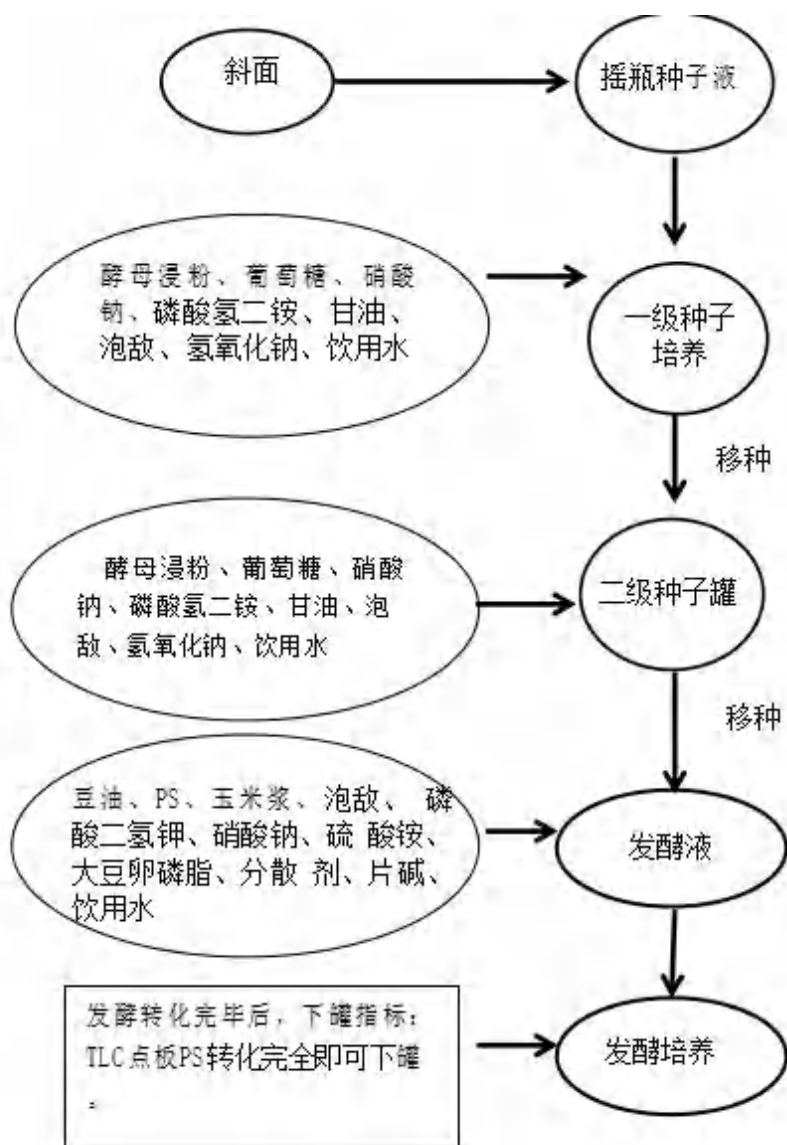 斜面
摇瓶种子液
酵母浸粉、葡萄糖、硝酸
钠、磷酸氢二铵、甘油、
泡敌、氢氧化钠、饮用水
一级种子
培养
移种
酵母浸粉、葡萄糖、硝酸
钠、磷酸氢二铵、甘油、泡
敌、氢氧化钠、饮用水
二级种子罐
移种
豆油、PS、玉米浆、泡敌、 磷
酸二氢钾、硝酸钠、硫 酸铵、
大豆卵磷脂、分散 剂、片碱、
饮用水
发酵液
发酵转化完毕后，下罐指标：
TLC点板PS转化完全即可下罐
。
发酵培养